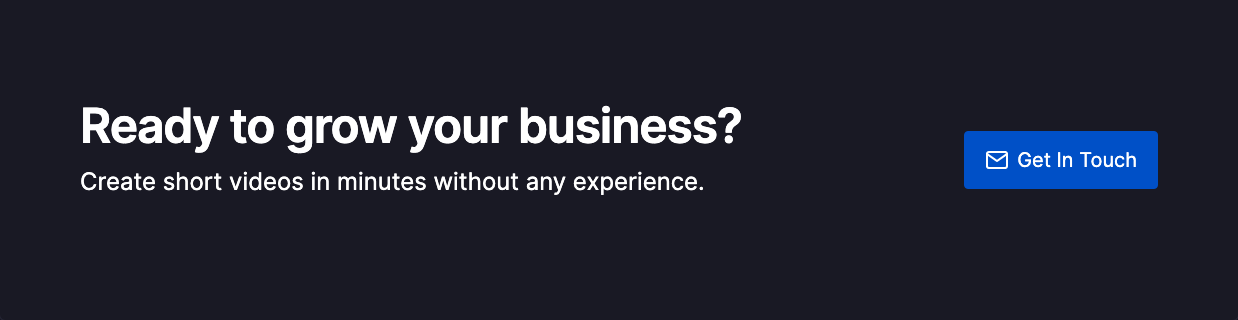 Ready to grow your business?
Create short videos in minutes without any experience.
Get In Touch